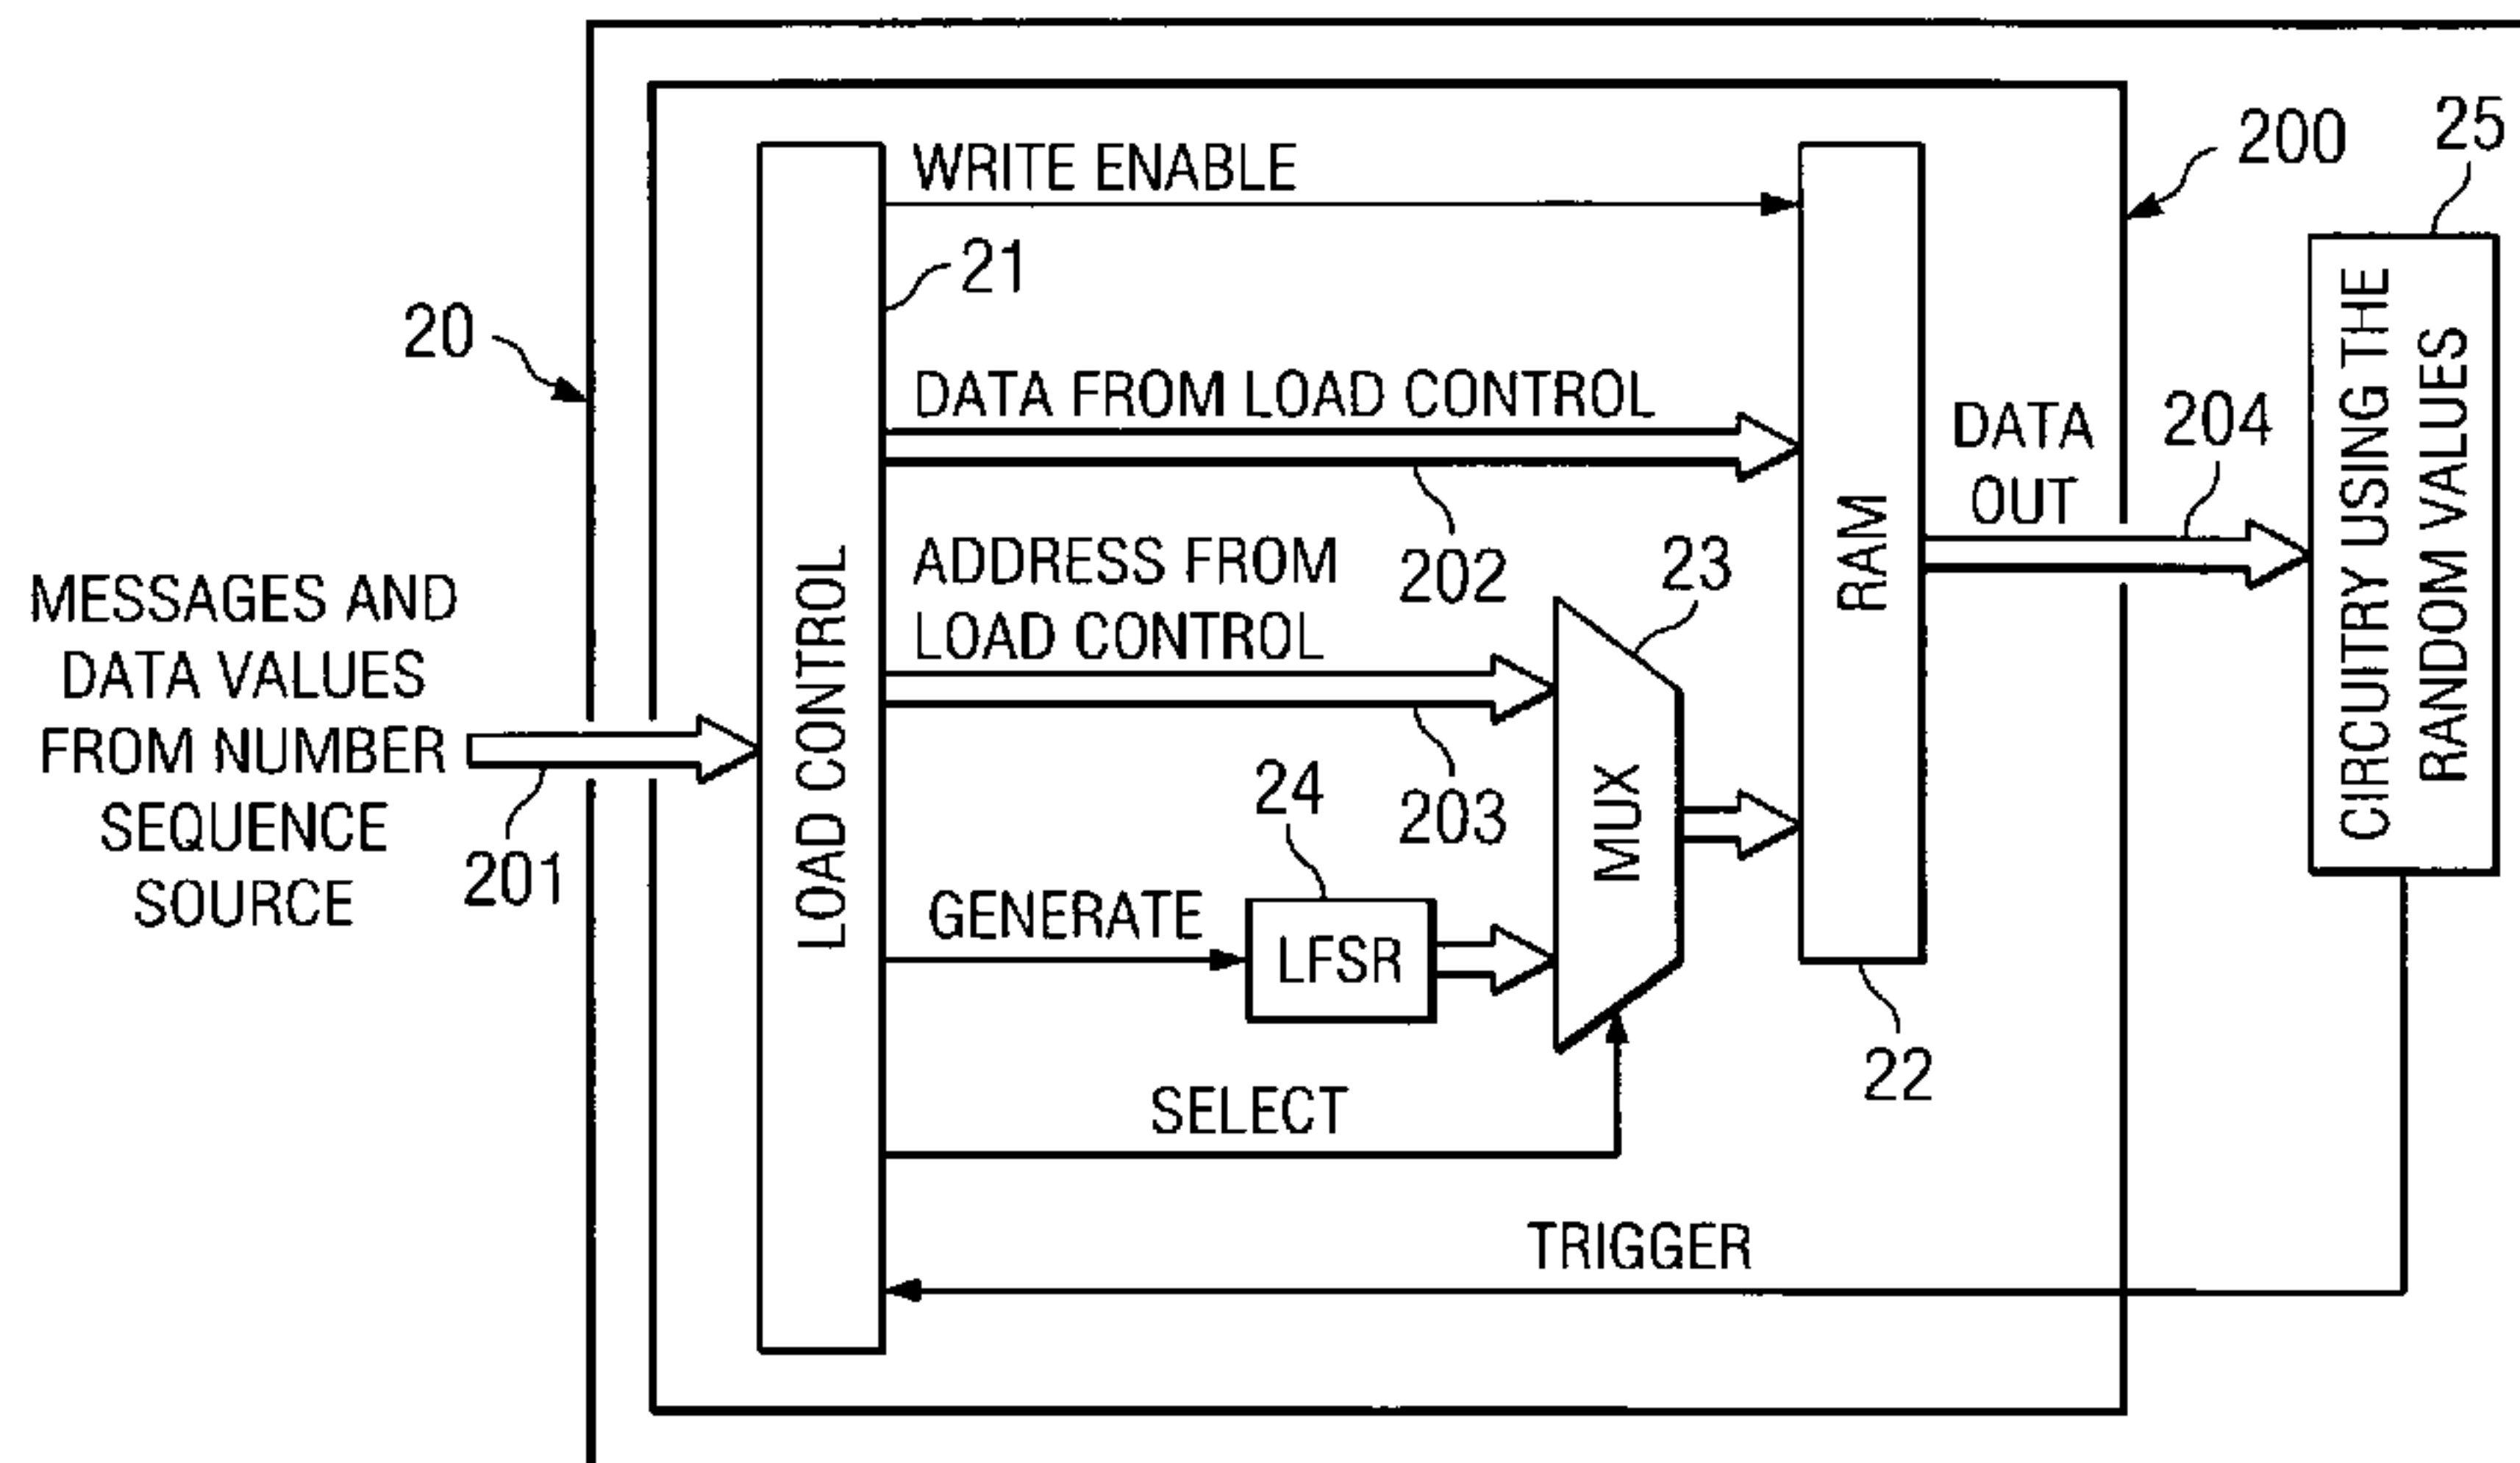 200
25
WRITE ENABLE
21
20
DATA FROM LOAD CONTROL
202
DATA
OUT
204
CIRCUITRY USING THE
RANDOM VALUES
ADDRESS FROM
LOAD CONTROL
203
23
RAM
LOAD CONTROL
MESSAGES AND
DATA VALUES
FROM NUMBER
SEQUENCE
SOURCE
201
24
MUX
GENERATE
LFSR
22
SELECT
TRIGGER